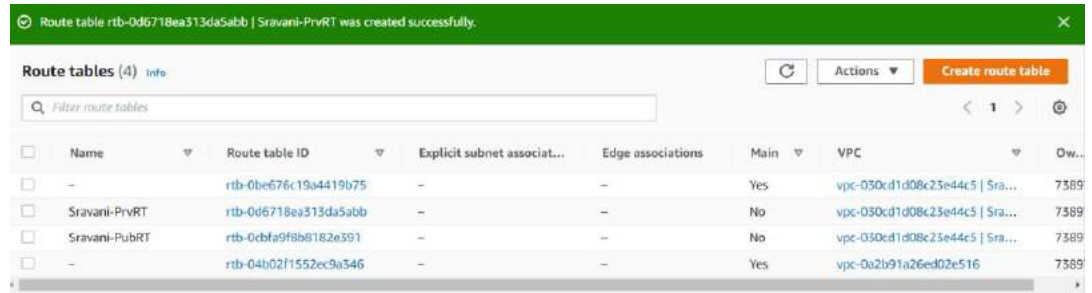 Route table rtb-0d6718ea313da5abb | Sravani-PrvRT was created successfully.
Route tables (4) Info
Actions
Create route table
Filter route tables
1
Name Route table ID Explicit subnet associat... Edge associations Main VPC Ow...
– rtb-0be676c19a4419b75 – – Yes vpc-030cd1d08c23e44c5 | Sra...7389
Sravani-PrvRT rtb-0d6718ea313da5abb – – No vpc-030cd1d08c23e44c5 | Sra... 7389
Sravani-PubRT rtb-0cbfa9f8b8182e391 – – No vpc-030cd1d08c23e44c5 | Sra... 7389
– rtb-04b02f1552ec9a346 – – Yes vpc-0a2b91a26ed02e516 7389